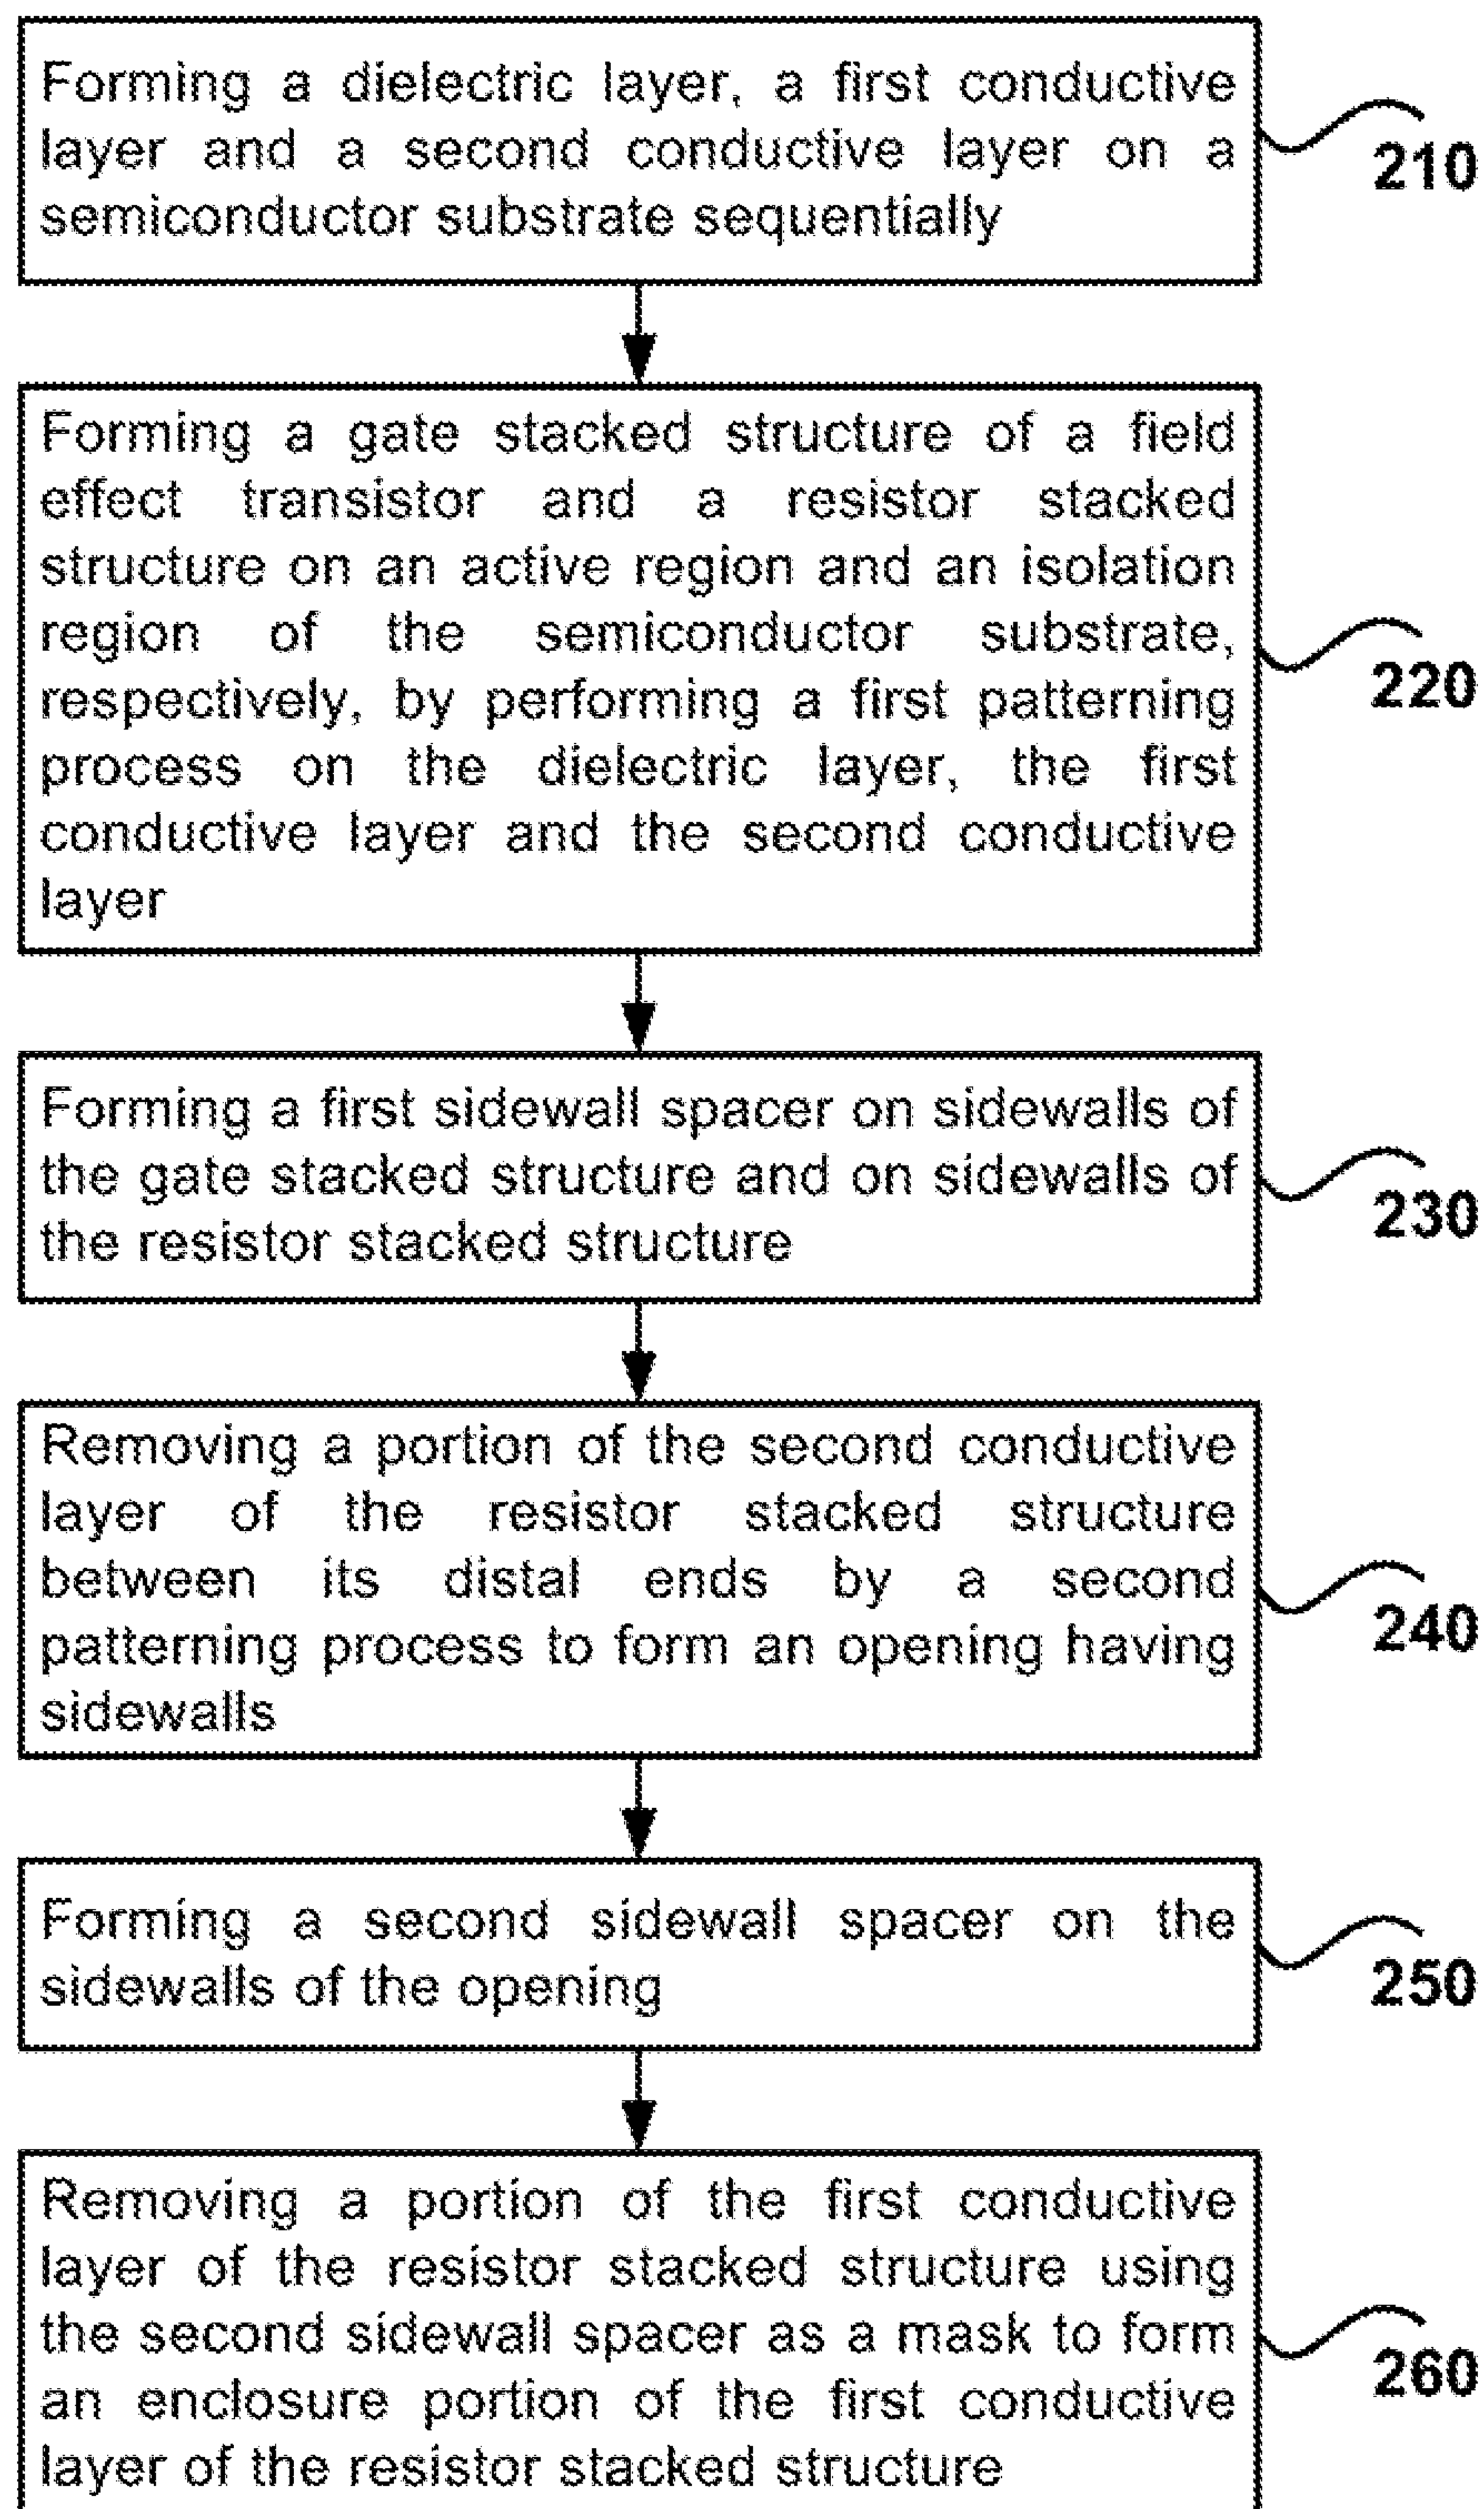 Forming a dielectric layer, a first conductive
layer and a second conductive layer on a
semiconductor substrate sequentially
210
Forming a gate stacked structure of a field
effect transistor and a resistor stacked
structure on an active region and an isolation
region of the semiconductor substrate,
respectively, by performing a first patterning
process on the dielectric layer, the first
conductive layer and the second conductive
layer
220
Forming a first sidewall spacer on sidewalls of
the gate stacked structure and on sidewalls of
the resistor stacked structure
230
Removing a portion of the second conductive
layer of the resistor stacked structure
between its distal ends by a second
patterning process to form an opening having
sidewalls
240
Forming a second sidewall spacer on the
sidewalls of the opening
250
Removing a portion of the first conductive
layer of the resistor stacked structure using
the second sidewall spacer as a mask to form
an enclosure portion of the first conductive
layer of the resistor stacked structure
260